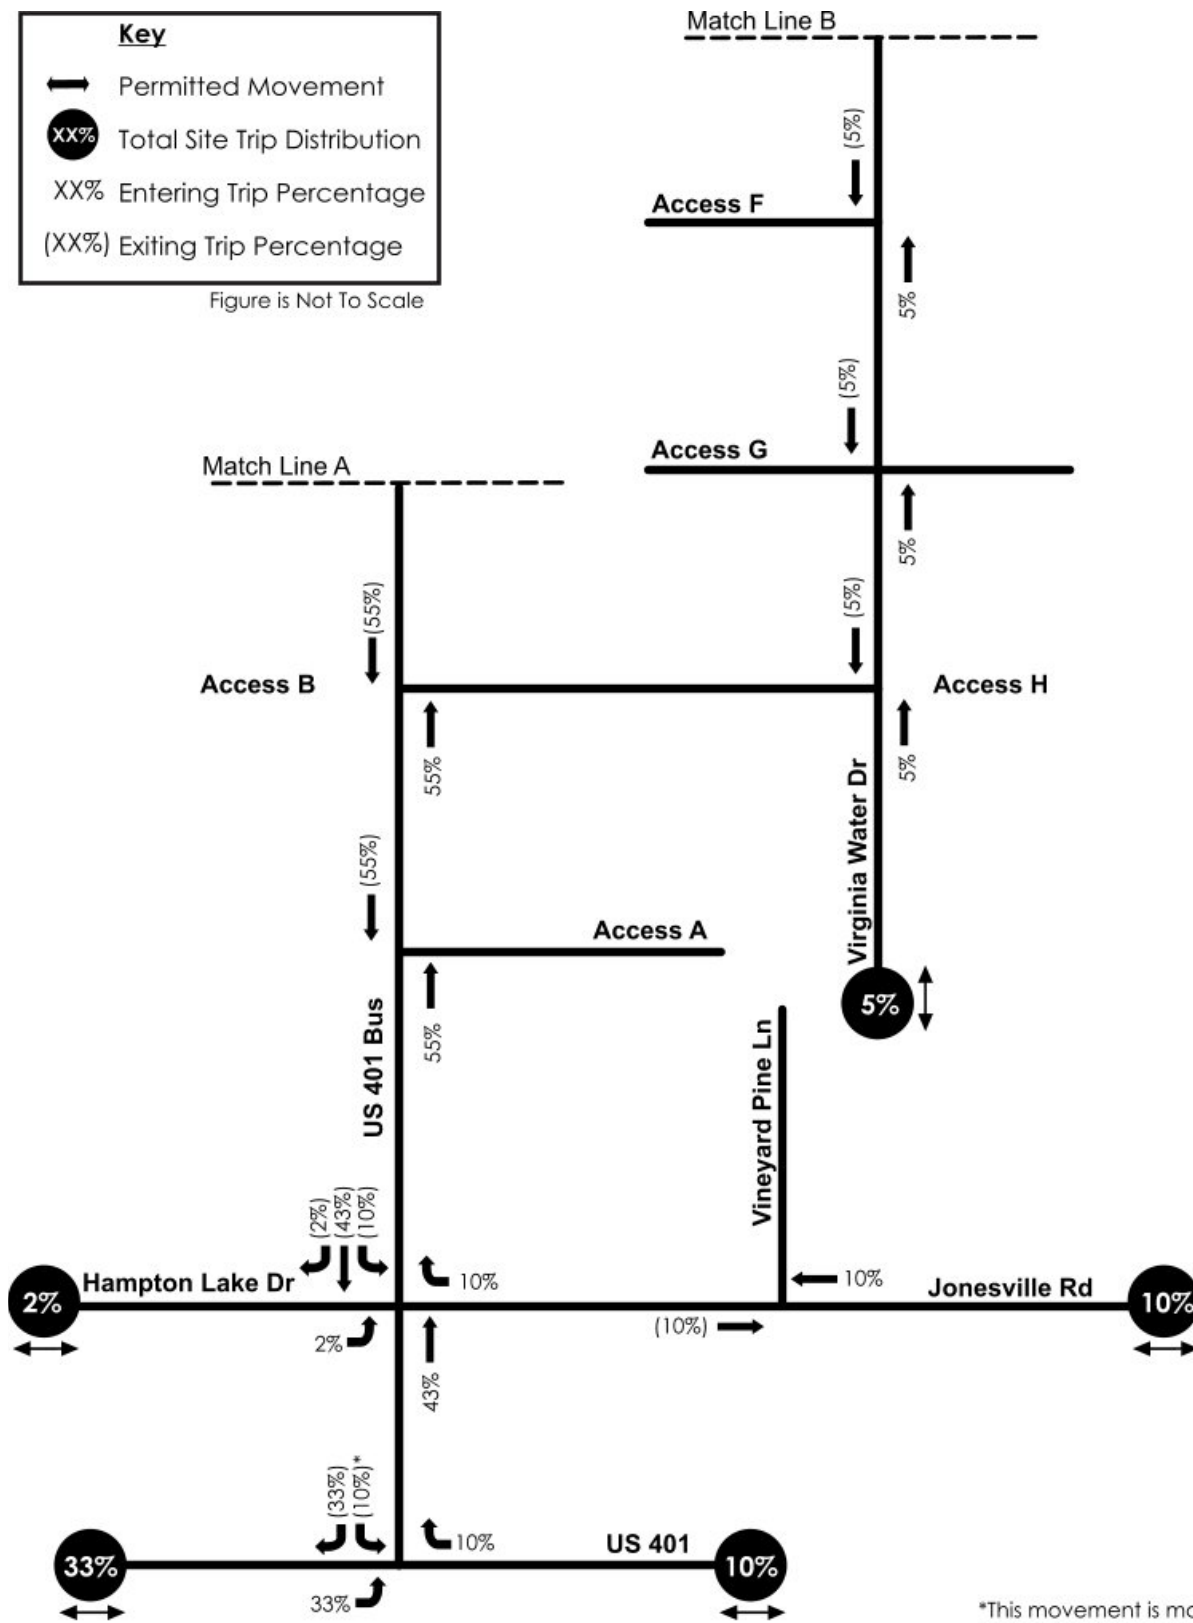 Key
Permitted Movement
XX% Total Site Trip Distribution
XX% Entering Trip Percentage
(XX%) Exiting Trip Percentage
Figure is Not To Scale
Match Line B
(5%)
Access F
5%
(5%)
Access G
5%
Match Line A
(55%)
(5%)
Access B
Access H
55%
5%
Virginia Water Dr
(55%)
Access A
55%
5%
US 401 Bus
Vineyard Pine Ln
(2%)
(43%)
(10%)
2%
Hampton Lake Dr
10%
10%
Jonesville Rd
10%
2%
(10%)
43%
(33%)
(10%)*
33%
10%
US 401
10%
33%
*This movement is